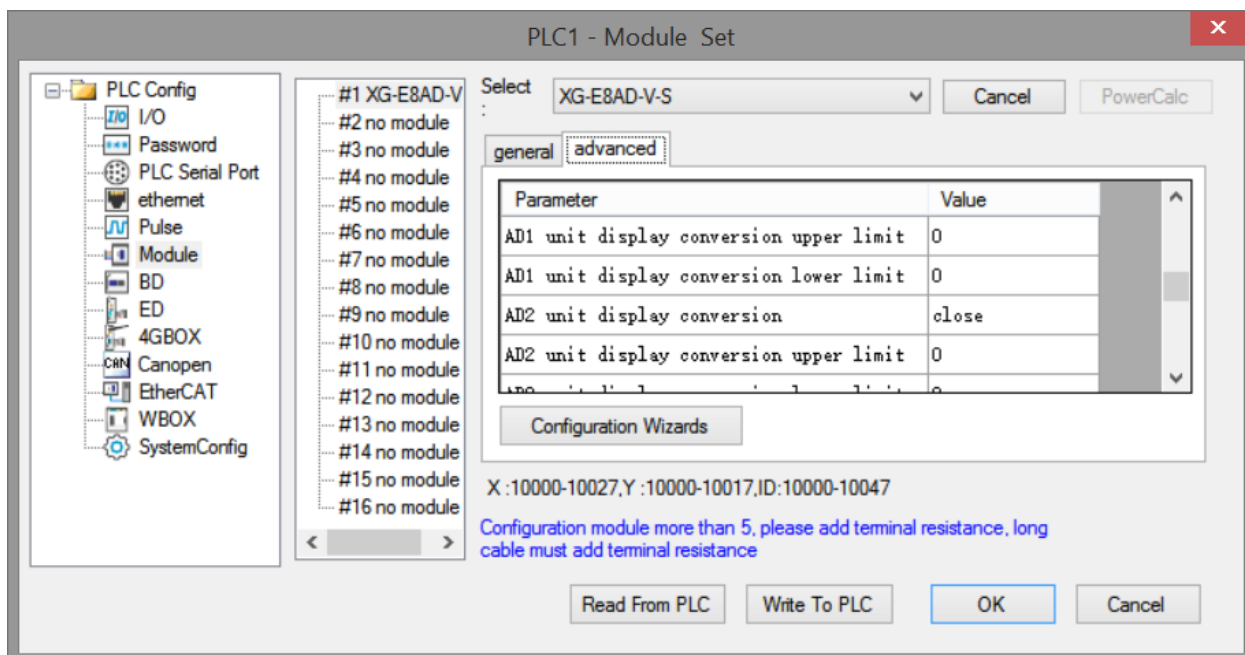 PLC1 - Module Set
PLC Config
I/O
Password
PLC Serial Port
ethernet
Pulse
Module
BD
ED
4GBOX
Canopen
EtherCAT
WBOX
SystemConfig
#1 XG-E8AD-V
#2 no module
#3 no module
#4 no module
#5 no module
#6 no module
#7 no module
#8 no module
#9 no module
#10 no module
#11 no module
#12 no module
#13 no module
#14 no module
#15 no module
#16 no module
Select :
XG-E8AD-V-S
Cancel
PowerCalc
general
advanced
Parameter Value
AD1 unit display conversion upper limit 0
AD1 unit display conversion lower limit 0
AD2 unit display conversion close
AD2 unit display conversion upper limit 0
Configuration Wizards
X :10000-10027,Y :10000-10017,ID:10000-10047
Configuration module more than 5, please add terminal resistance, long
cable must add terminal resistance
Read From PLC
Write To PLC
OK
Cancel